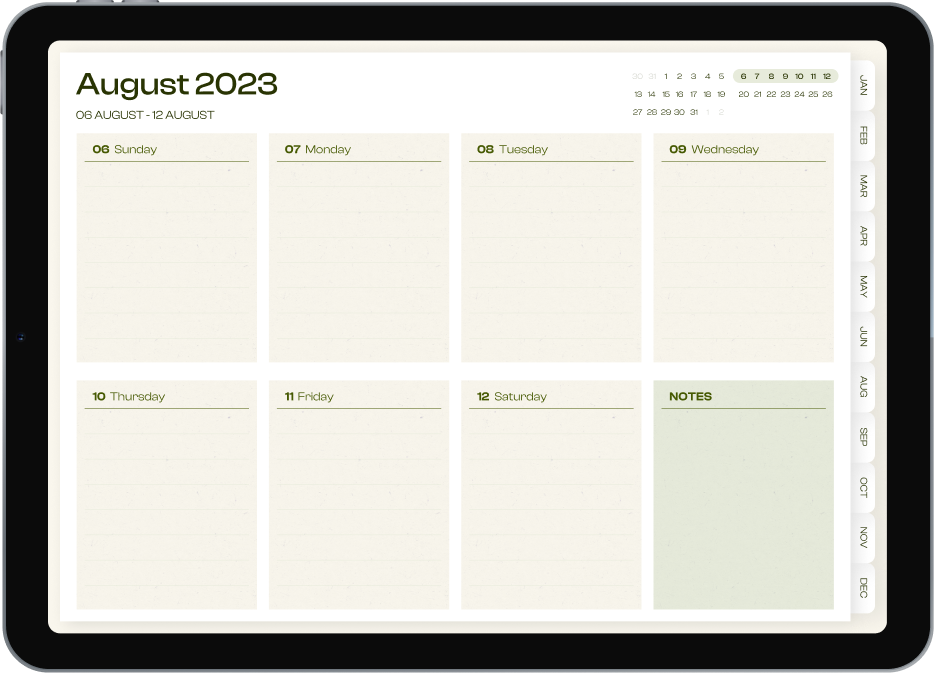 August 2023
06 AUGUST - 12 AUGUST
30 31 1 2 3 4 5 6 7 8 9 10 11 12
13 14 15 16 17 18 19 20 21 22 23 24 25 26
27 28 29 30 31 1 2
06 Sunday
07 Monday
08 Tuesday
09 Wednesday
10 Thursday
11 Friday
12 Saturday
NOTES
JAN
FEB
MAR
APR
MAY
JUN
AUG
SEP
OCT
NOV
DEC